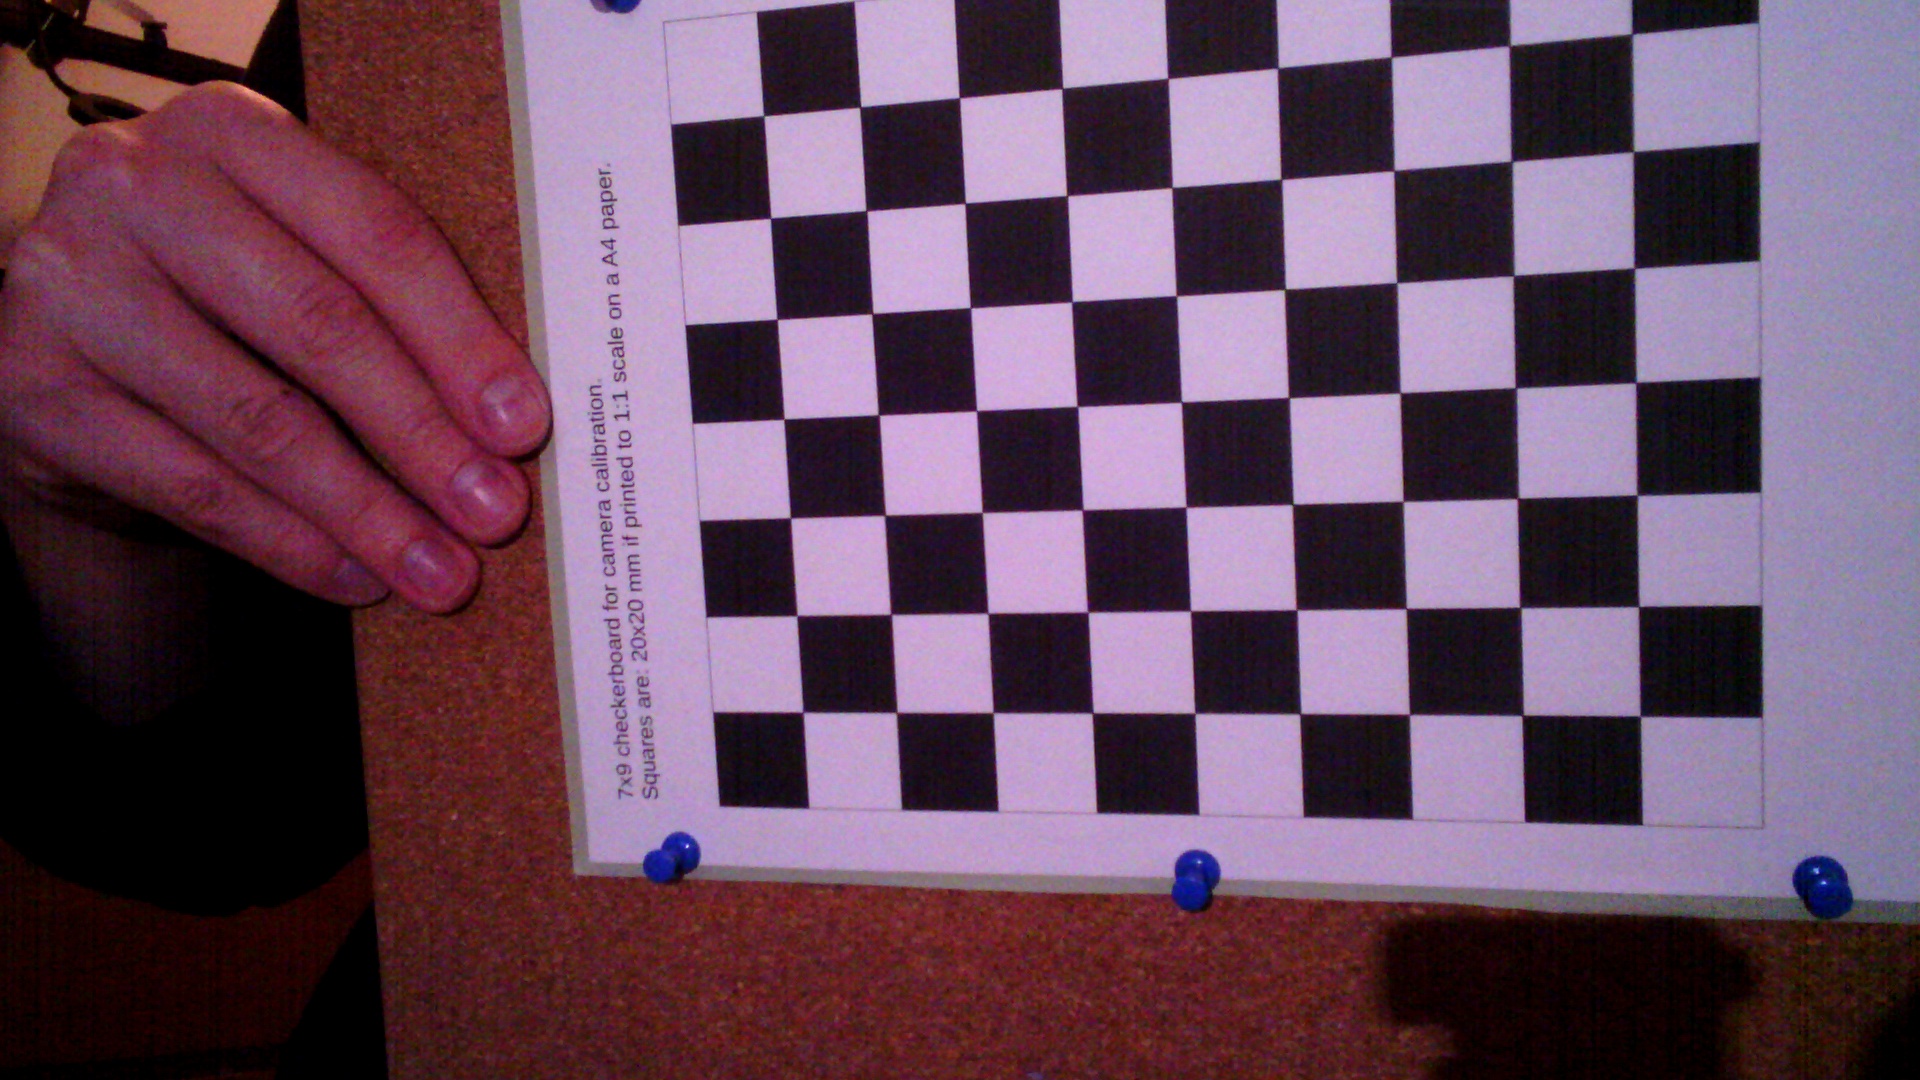 7x9 checkerboard for camera calibration.
Squares are: 20x20 mm if printed to 1:1 scale on a A4 paper.